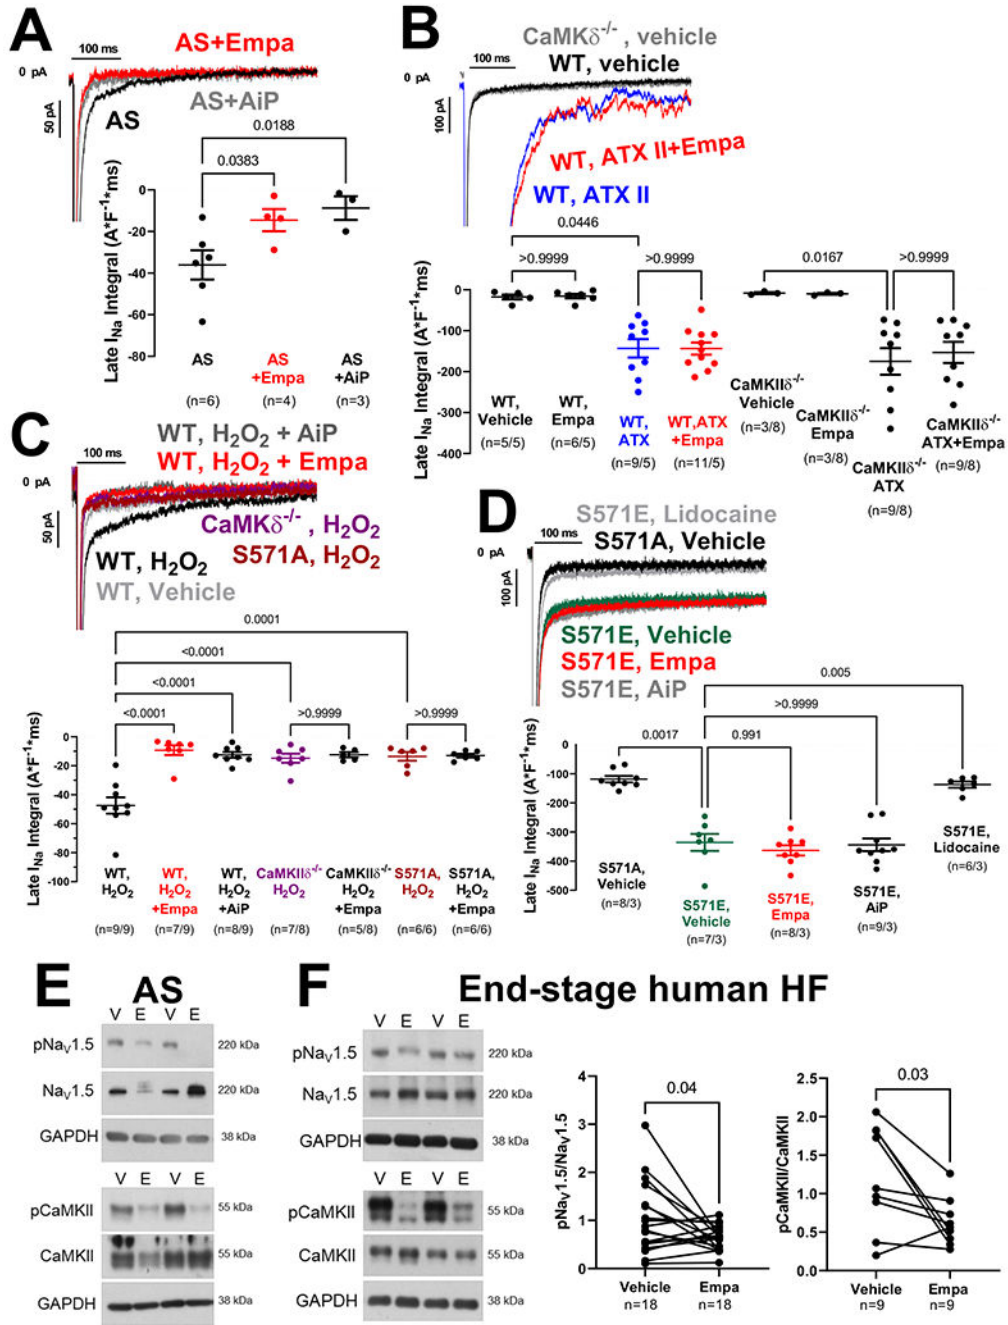 A
100 ms
AS+Empa
0 pA
50 pA
AS+AiP
AS
0.0188
0.0383
Late I_Na Integral (A*F⁻¹*ms)
0
-20
-40
-60
-80
AS
AS
+Empa
AS
+AiP
(n=6)
(n=4)
(n=3)
B
CaMKδ⁻/⁻ , vehicle
100 ms
WT, vehicle
0 pA
100 pA
WT, ATX II+Empa
WT, ATX II
0.0446
>0.9999
>0.9999
0.0167
>0.9999
Late I_Na Integral (A*F⁻¹*ms)
0
-100
-200
-300
-400
WT,
Vehicle
(n=5/5)
WT,
Empa
(n=6/5)
WT,
ATX
(n=9/5)
WT,ATX
+Empa
(n=11/5)
CaMKIIδ⁻/⁻
Vehicle
(n=3/8)
CaMKIIδ⁻/⁻
Empa
(n=3/8)
CaMKIIδ⁻/⁻
ATX
(n=9/8)
CaMKIIδ⁻/⁻
ATX+Empa
(n=9/8)
C
WT, H₂O₂ + AiP
100 ms
WT, H₂O₂ + Empa
0 pA
50 pA
CaMKδ⁻/⁻ , H₂O₂
WT, H₂O₂
S571A, H₂O₂
WT, Vehicle
0.0001
<0.0001
<0.0001
<0.0001
>0.9999
>0.9999
Late I_Na Integral (A*F⁻¹*ms)
0
-20
-40
-60
-80
-100
WT,
H₂O₂
(n=9/9)
WT,
H₂O₂
+Empa
(n=7/9)
WT,
H₂O₂
+AiP
(n=8/9)
CaMKIIδ⁻/⁻
H₂O₂
(n=7/8)
CaMKIIδ⁻/⁻
H₂O₂
+Empa
(n=5/8)
S571A,
H₂O₂
(n=6/6)
S571A,
H₂O₂
+Empa
(n=6/6)
D
S571E, Lidocaine
100 ms
S571A, Vehicle
0 pA
100 pA
S571E, Vehicle
S571E, Empa
S571E, AiP
0.005
>0.9999
0.0017
0.991
Late I_Na Integral (A*F⁻¹*ms)
0
-100
-200
-300
-400
-500
S571A,
Vehicle
(n=8/3)
S571E,
Vehicle
(n=7/3)
S571E,
Empa
(n=8/3)
S571E,
AiP
(n=9/3)
S571E,
Lidocaine
(n=6/3)
E
AS
V E V E
pNaV1.5
220 kDa
NaV1.5
220 kDa
GAPDH
38 kDa
pCaMKII
55 kDa
CaMKII
55 kDa
GAPDH
38 kDa
F
End-stage human HF
V E V E
pNaV1.5
220 kDa
NaV1.5
220 kDa
GAPDH
38 kDa
pCaMKII
55 kDa
CaMKII
55 kDa
GAPDH
38 kDa
0.04
pNaV1.5/NaV1.5
4
3
2
1
0
Vehicle
n=18
Empa
n=18
0.03
pCaMKII/CaMKII
2.5
2.0
1.5
1.0
0.5
0.0
Vehicle
n=9
Empa
n=9